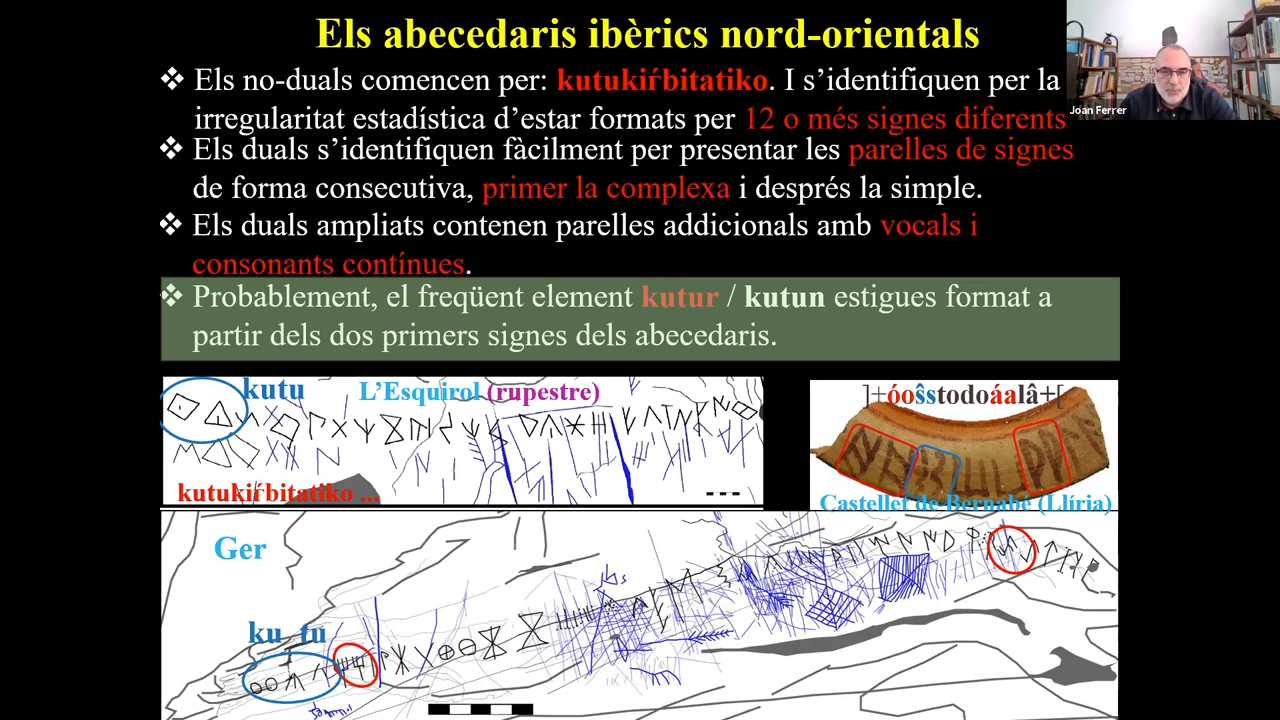 Els abecedaris ibèrics nord-orientals
❖ Els no-duals comencen per: kutukiŕbitatiko. I s’identifiquen per la
irregularitat estadística d’estar formats per 12 o més signes diferents
❖ Els duals s’identifiquen fàcilment per presentar les parelles de signes
de forma consecutiva, primer la complexa i després la simple.
❖ Els duals ampliats contenen parelles addicionals amb vocals i
consonants contínues.
❖ Probablement, el freqüent element kutur / kutun estigues format a
partir dels dos primers signes dels abecedaris.
Joan Ferrer
kutu L’Esquirol (rupestre)
kutukiŕbitatiko ...
]+óoŝstodoáalâ+[
Castellet de Bernabé (Llíria)
Ger
ku tu